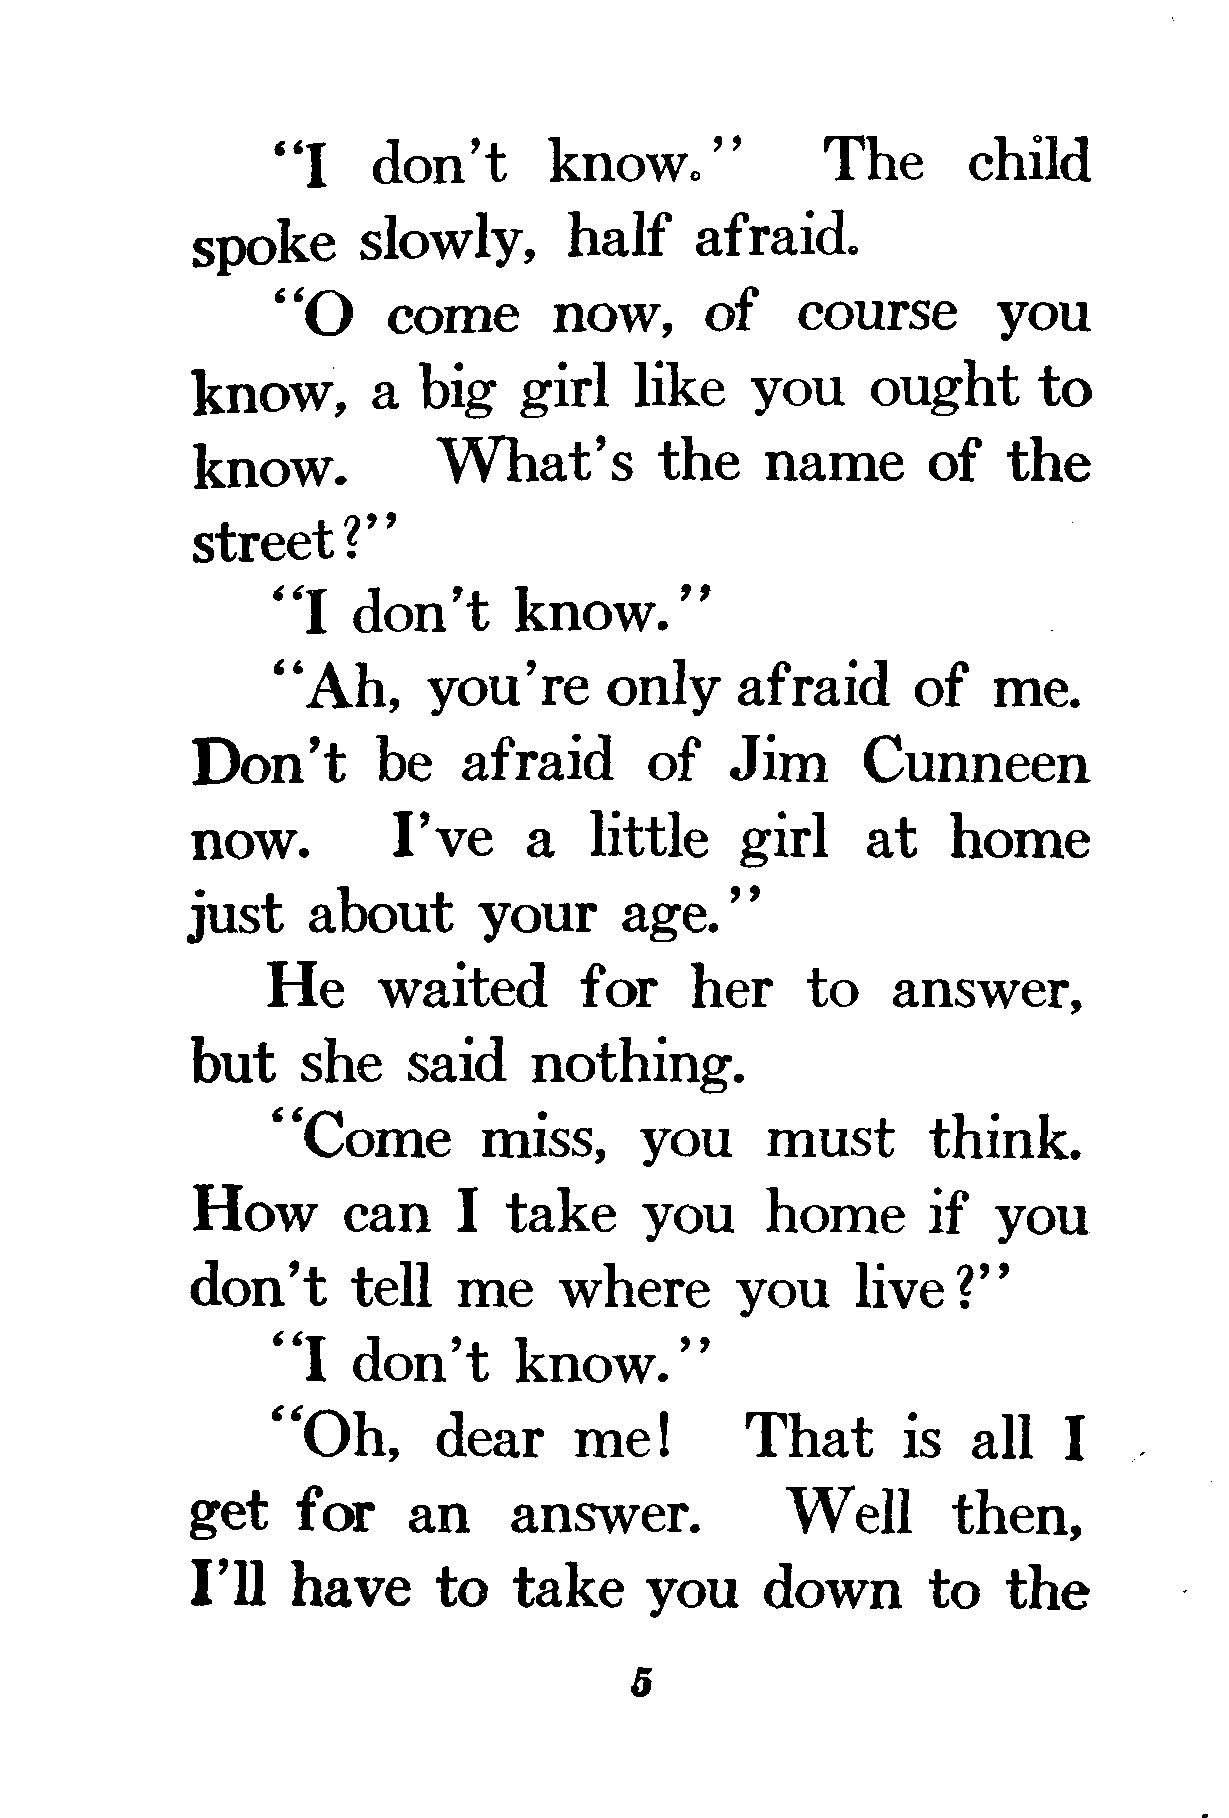 “I don’t know.” The child
spoke slowly, half afraid.
“O come now, of course you
know, a big girl like you ought to
know. What’s the name of the
street?”
“I don’t know.”
“Ah, you’re only afraid of me.
Don’t be afraid of Jim Cunneen
now. I’ve a little girl at home
just about your age.”
He waited for her to answer,
but she said nothing.
“Come miss, you must think.
How can I take you home if you
don’t tell me where you live?”
“I don’t know.”
“Oh, dear me! That is all I
get for an answer. Well then,
I’ll have to take you down to the
5